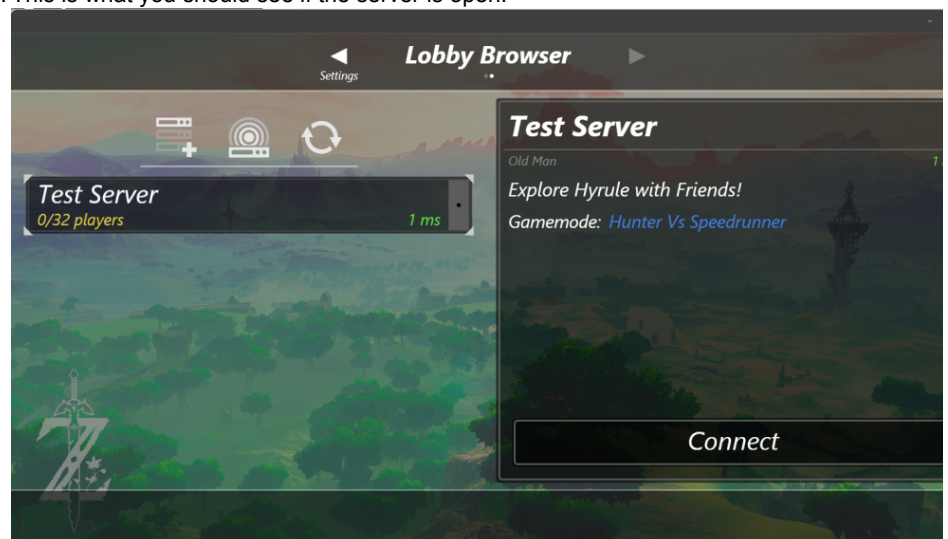 This is what you should see if the server is open.
Lobby Browser
Settings
Test Server
0/32 players
1 ms
Test Server
Old Man
1
Explore Hyrule with Friends!
Gamemode: Hunter Vs Speedrunner
Connect
Z